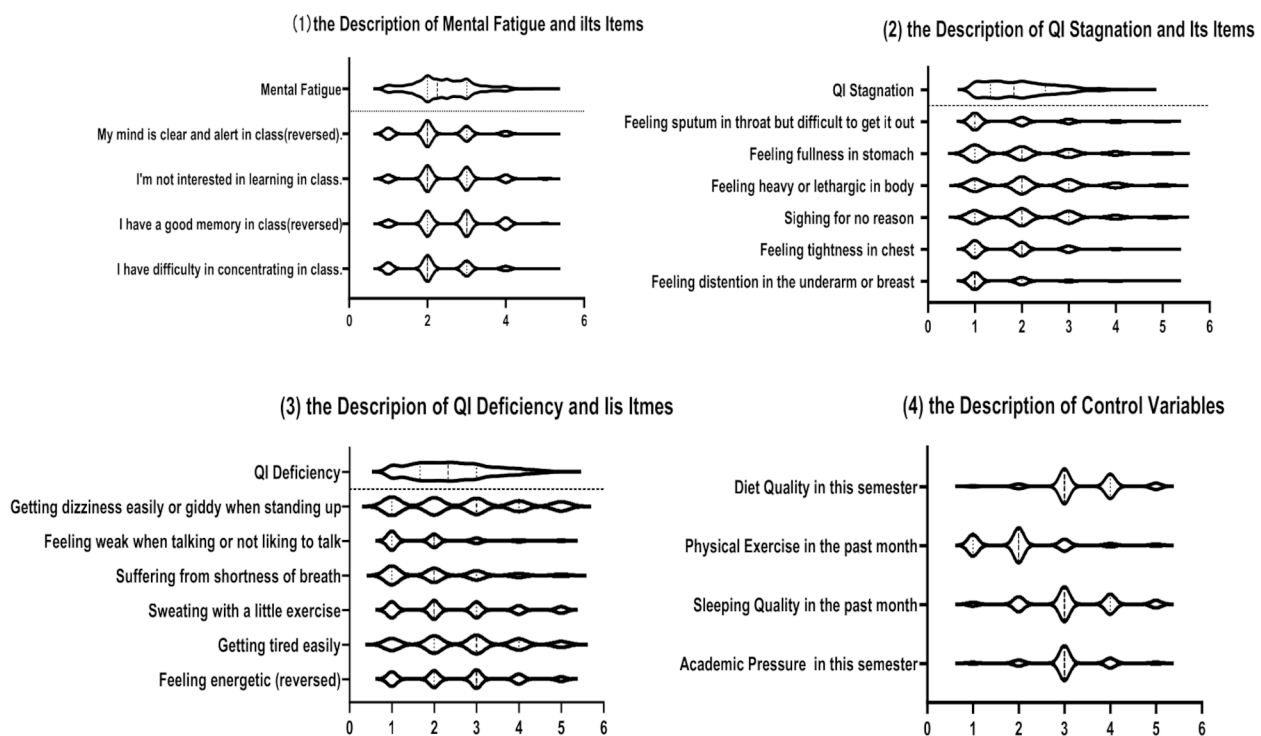 (1)the Description of Mental Fatigue and iIts Items
Mental Fatigue
My mind is clear and alert in class(reversed).
I'm not interested in learning in class.
I have a good memory in class(reversed)
I have difficulty in concentrating in class.
0 2 4 6
(2) the Description of QI Stagnation and Its Items
QI Stagnation
Feeling sputum in throat but difficult to get it out
Feeling fullness in stomach
Feeling heavy or lethargic in body
Sighing for no reason
Feeling tightness in chest
Feeling distention in the underarm or breast
0 1 2 3 4 5 6
(3) the Descripion of QI Deficiency and Iis Itmes
QI Deficiency
Getting dizziness easily or giddy when standing up
Feeling weak when talking or not liking to talk
Suffering from shortness of breath
Sweating with a little exercise
Getting tired easily
Feeling energetic (reversed)
0 1 2 3 4 5 6
(4) the Description of Control Variables
Diet Quality in this semester
Physical Exercise in the past month
Sleeping Quality in the past month
Academic Pressure in this semester
0 1 2 3 4 5 6